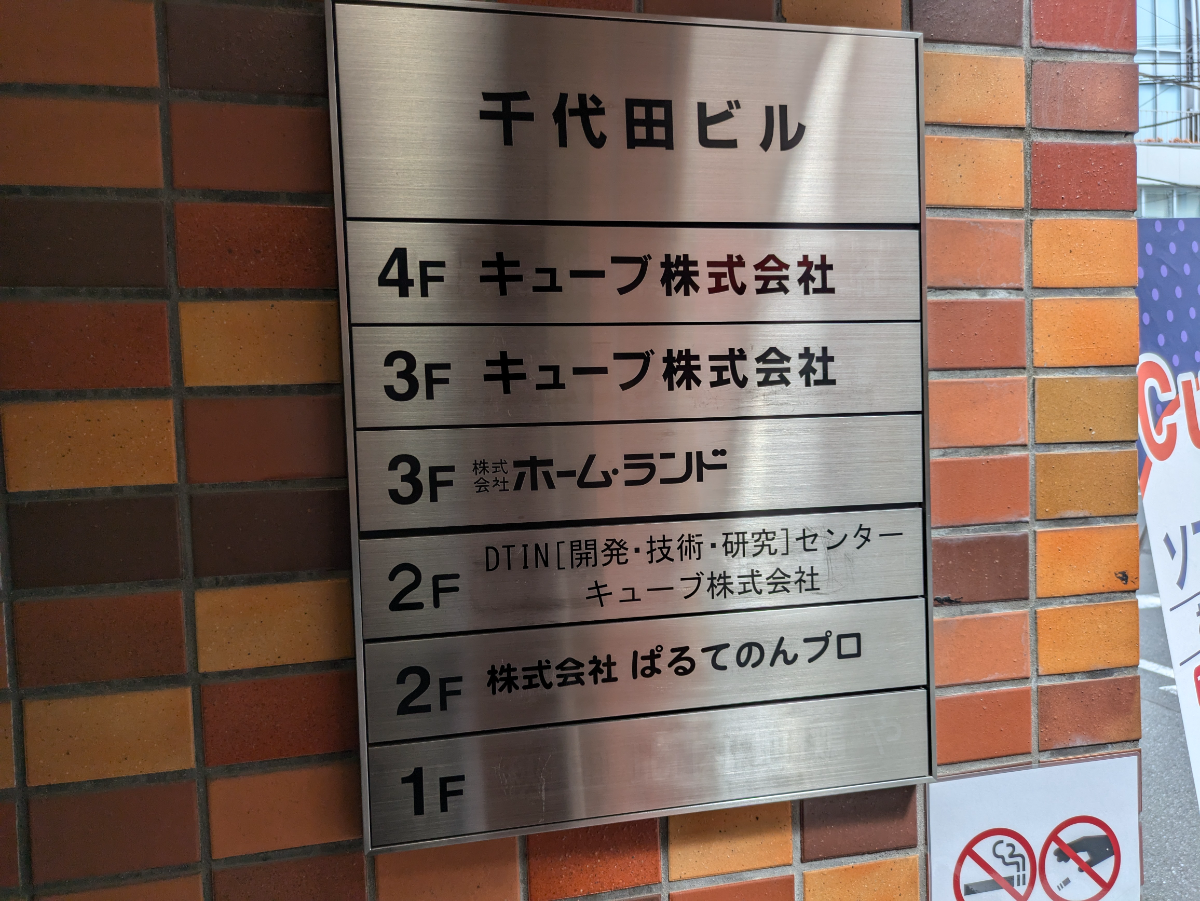 千代田ビル
4F キューブ株式会社
3F キューブ株式会社
3F 株式会社 ホーム・ランド
2F DTIN[開発・技術・研究]センター
キューブ株式会社
2F 株式会社 ぱるてのんプロ
1F
Cu
ソフ